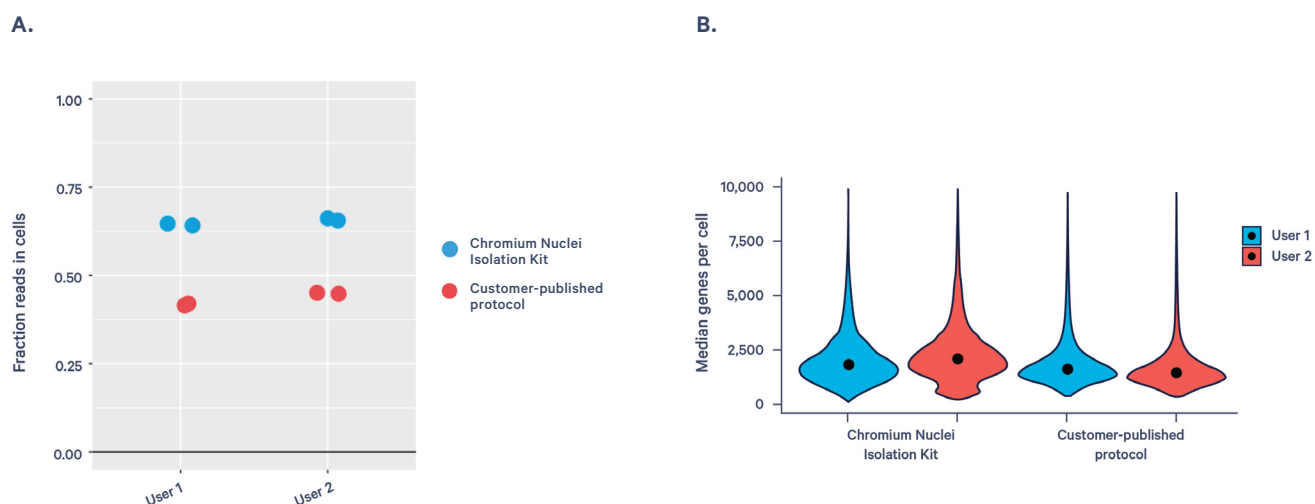 A.
1.00
0.75
0.50
0.25
0.00
Fraction reads in cells
User 1
User 2
Chromium Nuclei
Isolation Kit
Customer-published
protocol
B.
10,000
7,500
5,000
2,500
0
Median genes per cell
Chromium Nuclei
Isolation Kit
Customer-published
protocol
User 1
User 2